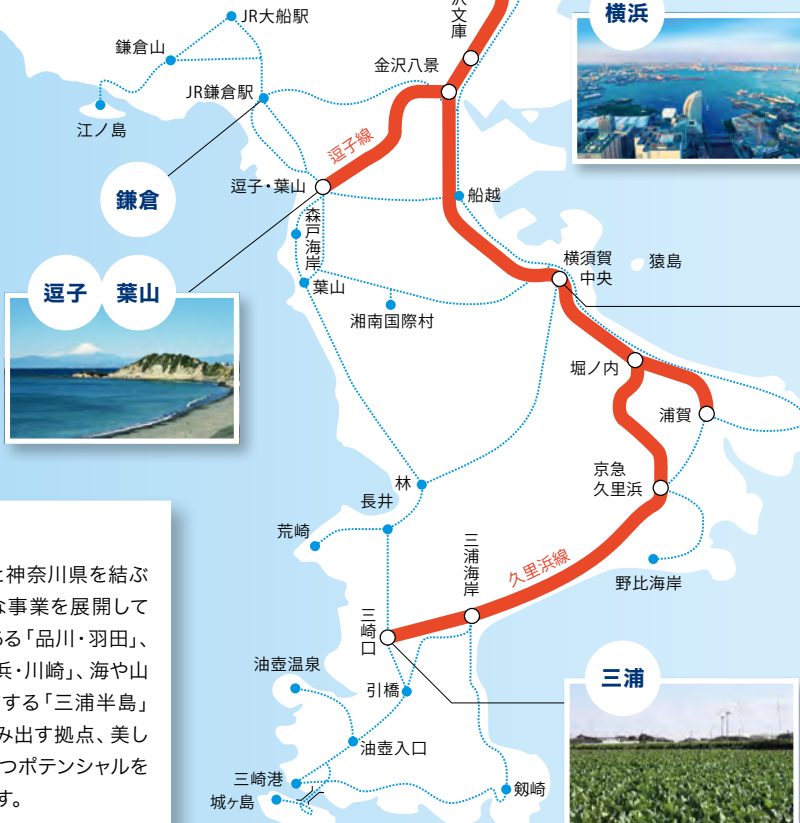 文庫
横浜
JR大船駅
鎌倉山
金沢八景
JR鎌倉駅
江ノ島
逗子線
鎌倉
逗子・葉山
船越
森戸海岸
横須賀
中央
猿島
逗子
葉山
葉山
湘南国際村
堀ノ内
浦賀
林
京急
久里浜
長井
荒崎
三浦海岸
久里浜線
野比海岸
三崎口
と神奈川県を結ぶ
な事業を展開して
ある「品川・羽田」、
浜・川崎」、海や山
する「三浦半島」
み出す拠点、美し
つポテンシャルを
す。
油壺温泉
引橋
三浦
油壺入口
三崎港
城ヶ島
剱崎